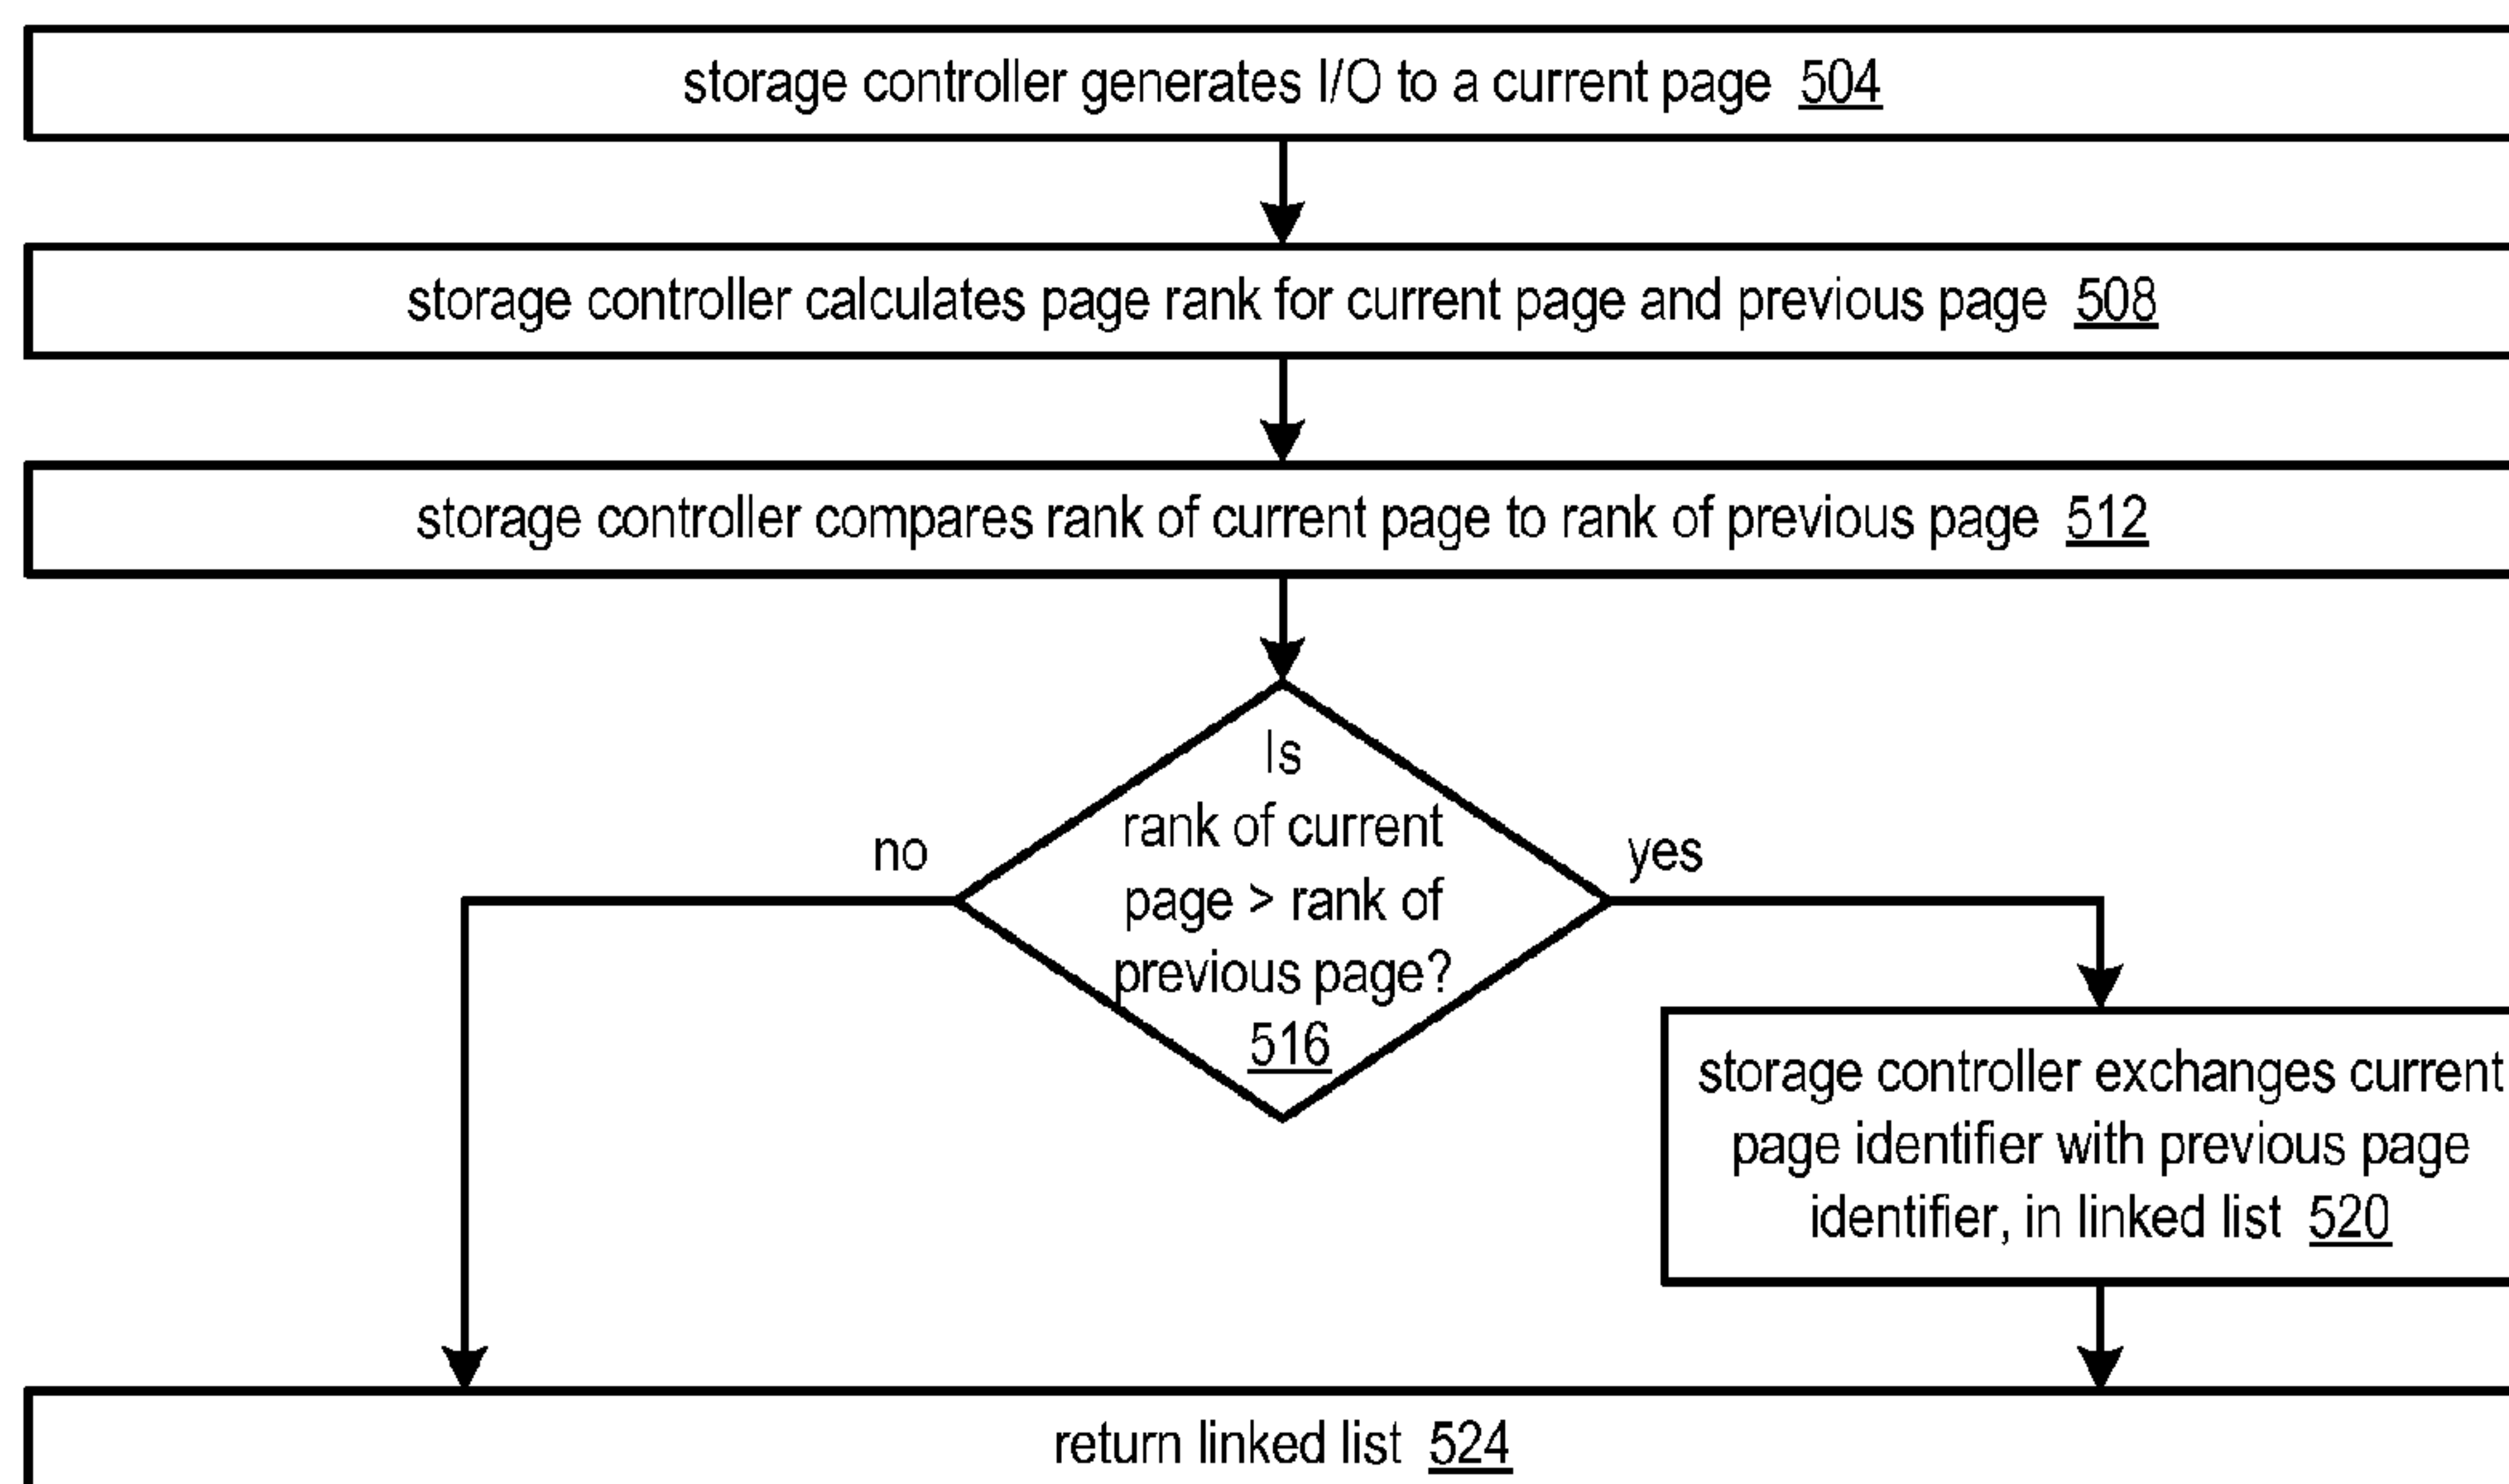 storage controller generates I/O to a current page 504
storage controller calculates page rank for current page and previous page 508
storage controller compares rank of current page to rank of previous page 512
Is
rank of current
page > rank of
previous page?
516
no
yes
storage controller exchanges current
page identifier with previous page
identifier, in linked list 520
return linked list 524